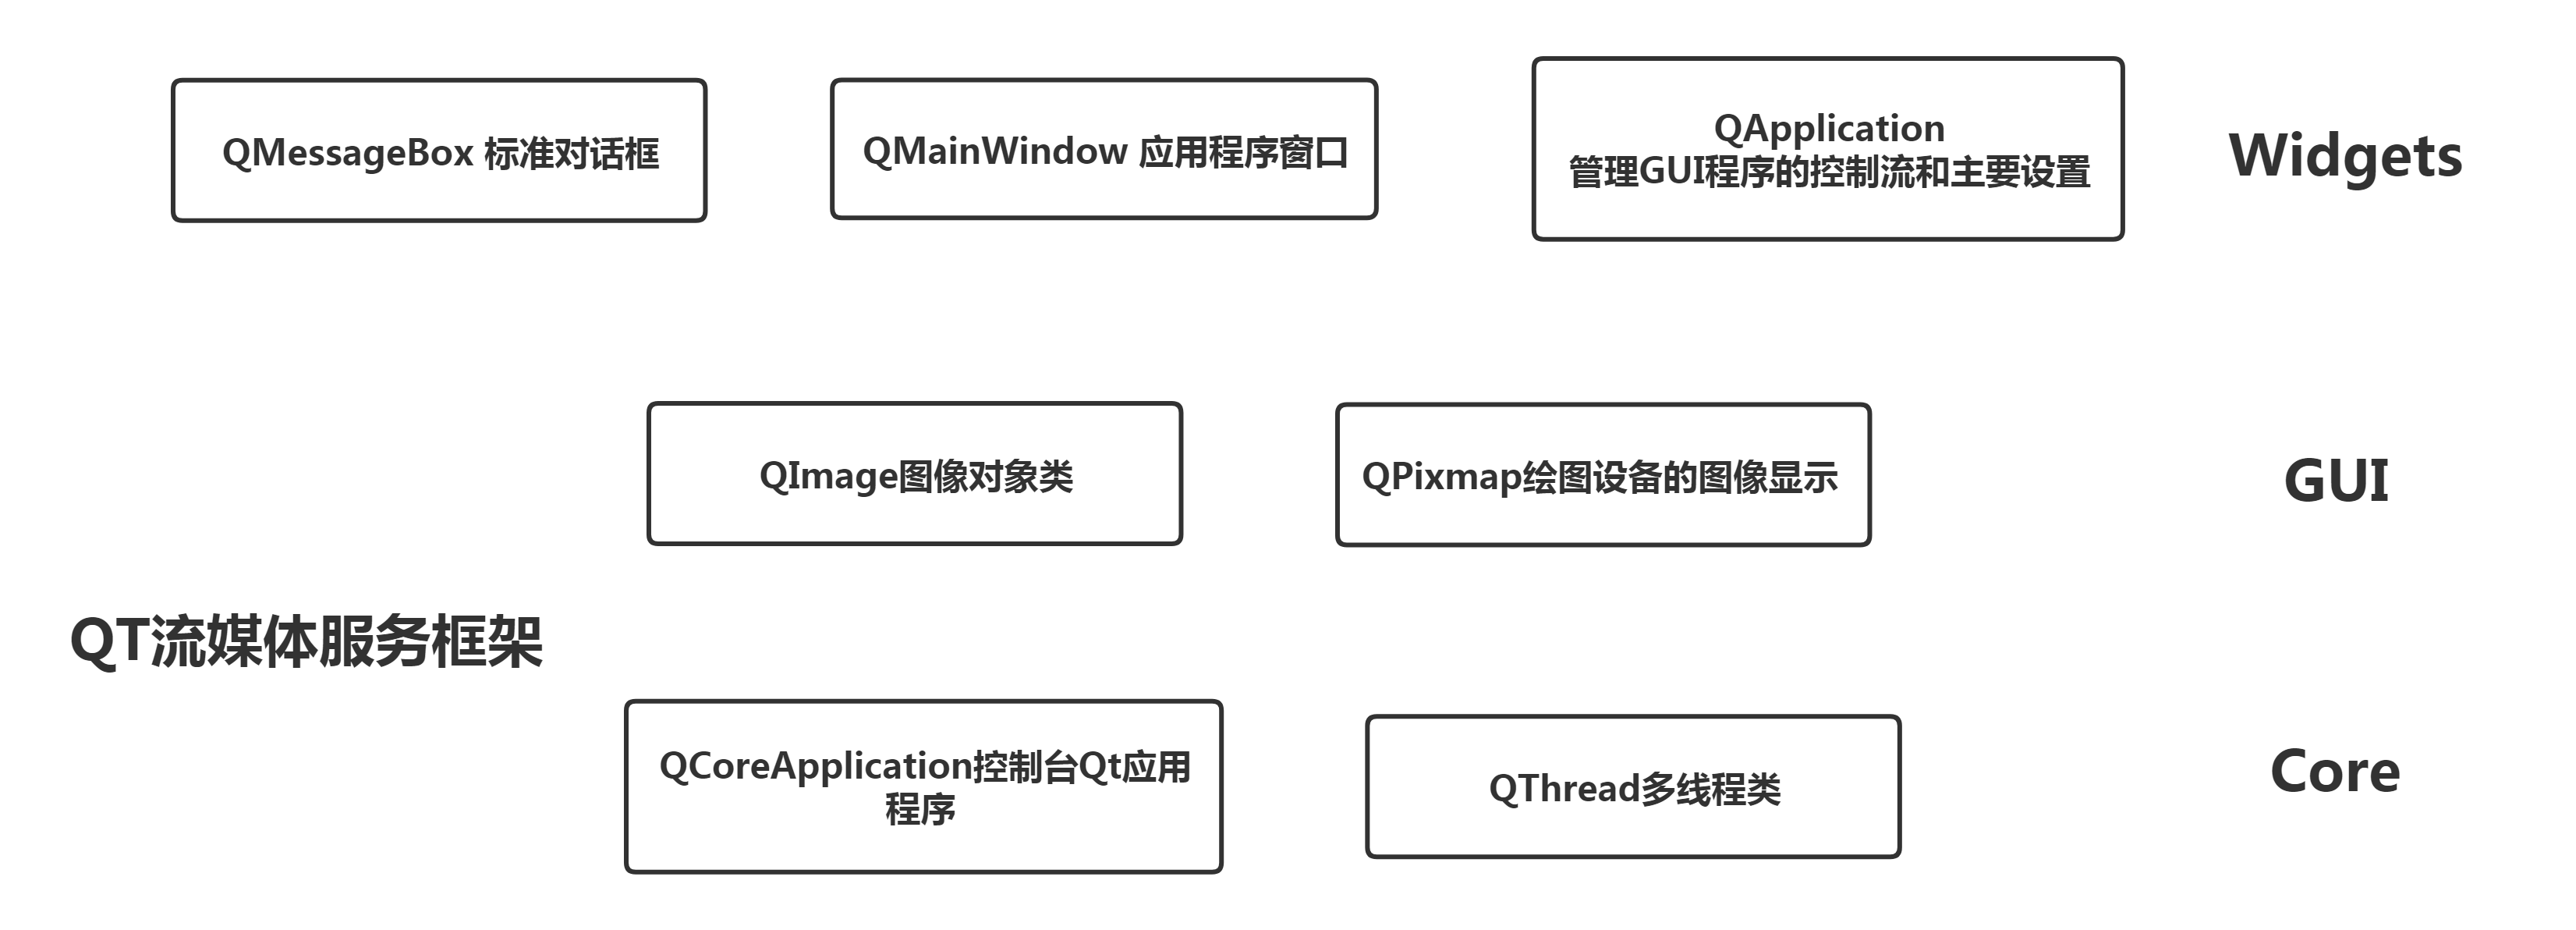 QMessageBox 标准对话框
QMainWindow 应用程序窗口
QApplication
管理GUI程序的控制流和主要设置
Widgets
QImage图像对象类
QPixmap绘图设备的图像显示
GUI
QT流媒体服务框架
QCoreApplication控制台Qt应用
程序
QThread多线程类
Core